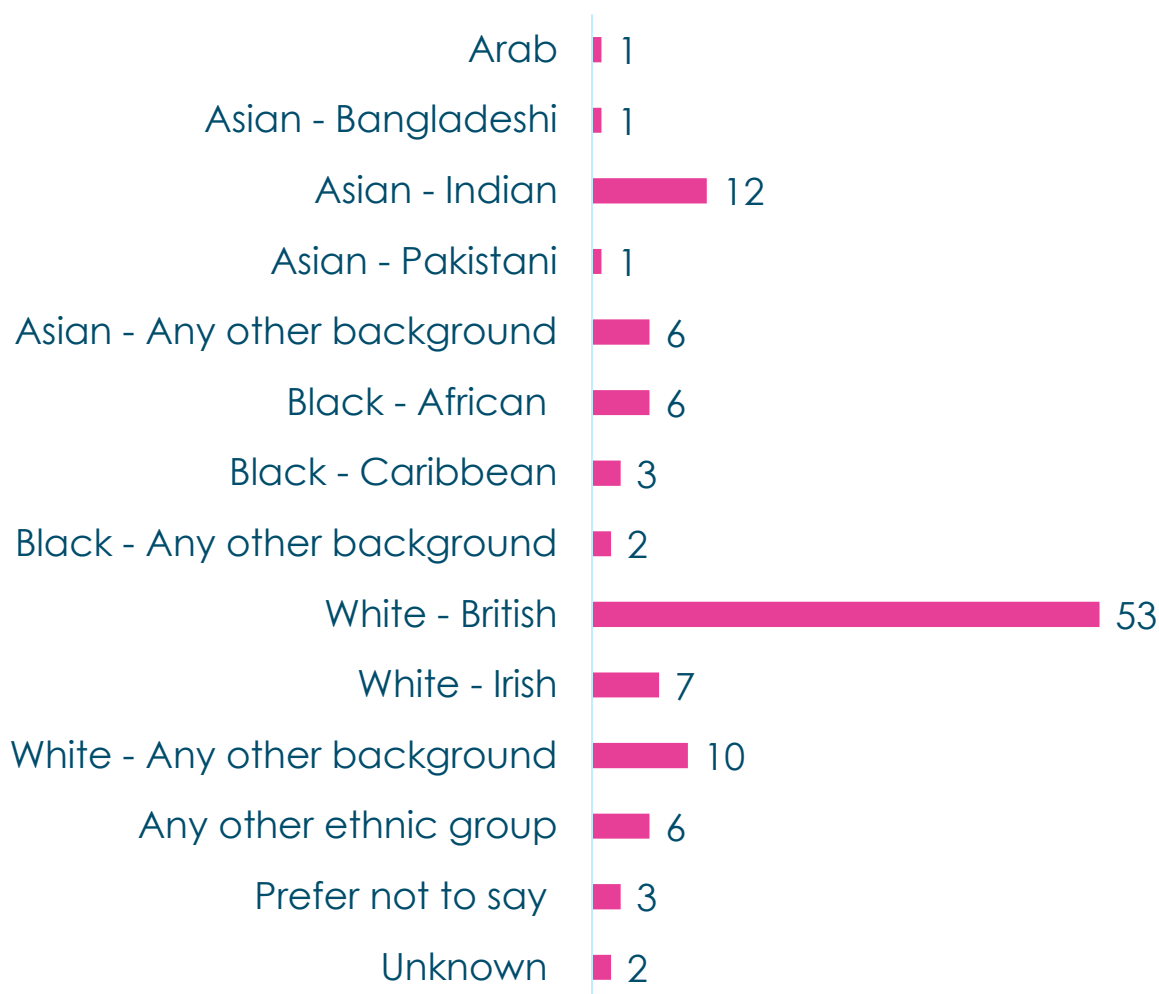 Arab 1
Asian - Bangladeshi 1
Asian - Indian 12
Asian - Pakistani 1
Asian - Any other background 6
Black - African 6
Black - Caribbean 3
Black - Any other background 2
White - British 53
White - Irish 7
White - Any other background 10
Any other ethnic group 6
Prefer not to say 3
Unknown 2